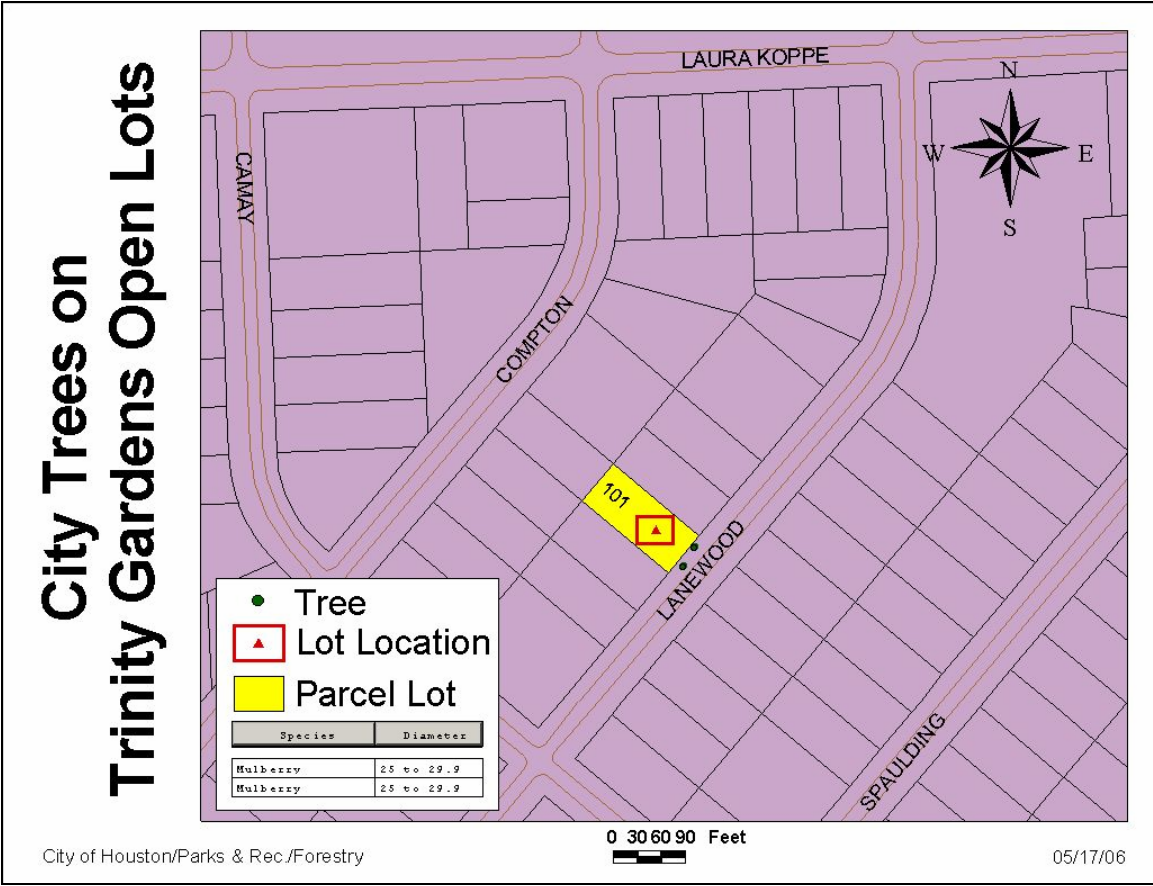 City Trees on
Trinity Gardens Open Lots
LAURA KOPPE
N
W E
S
CAMAY
COMPTON
101
LANEWOOD
SPAULDING
Tree
Lot Location
Parcel Lot
Species Diameter
Mulberry 25 to 29.9
Mulberry 25 to 29.9
0 30 60 90 Feet
City of Houston/Parks & Rec./Forestry
05/17/06